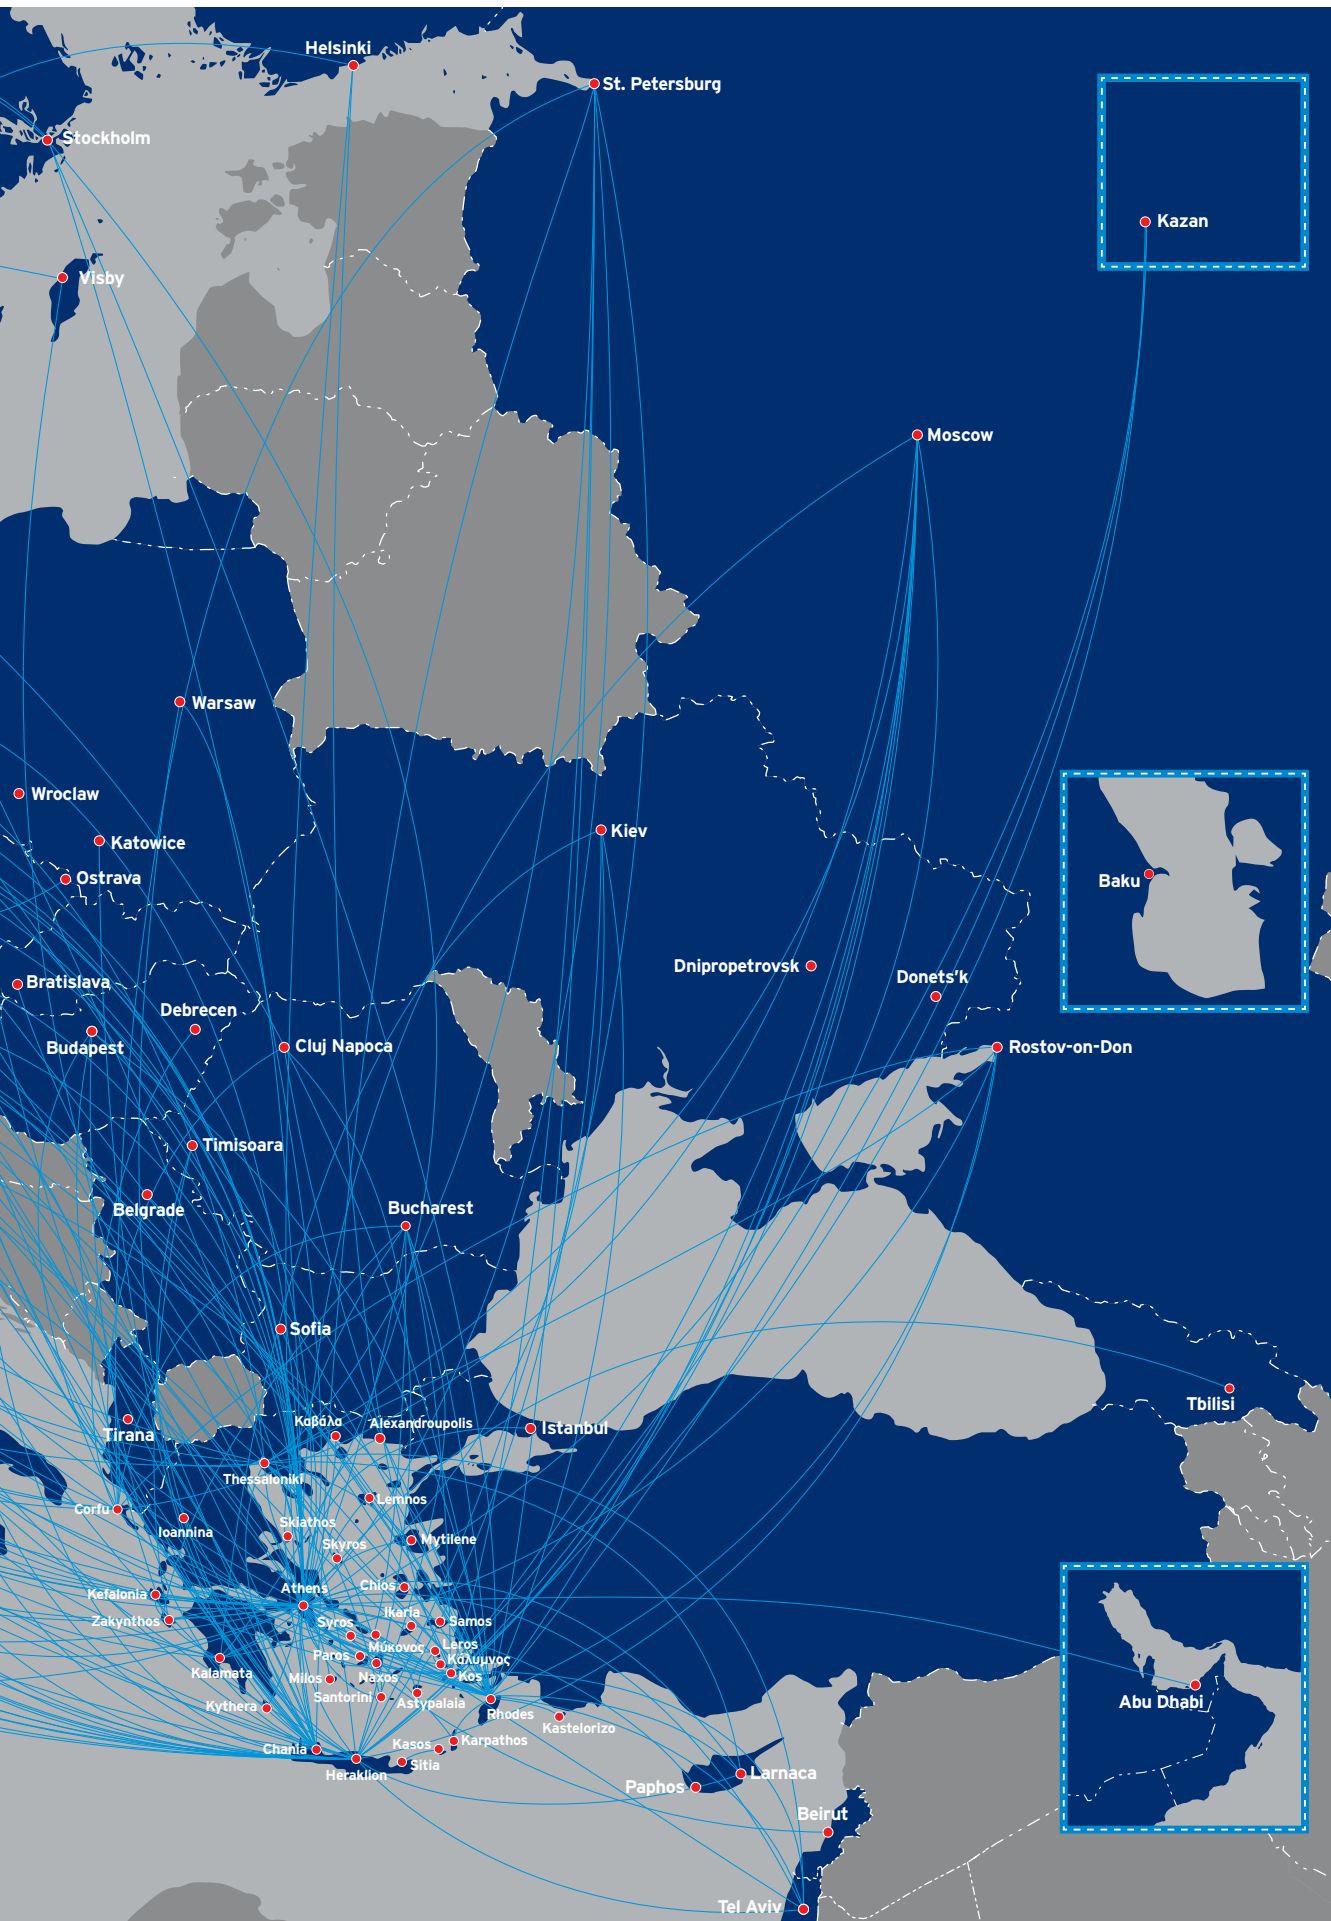 Helsinki
St. Petersburg
Stockholm
Kazan
Visby
Moscow
Warsaw
Wroclaw
Kiev
Katowice
Ostrava
Baku
Dnipropetrovsk
Donets'k
Bratislava
Debrecen
Budapest
Cluj Napoca
Rostov-on-Don
Timisoara
Belgrade
Bucharest
Sofia
Tbilisi
Tirana
Καβάλα
Alexandroupolis
Istanbul
Thessaloniki
Lemnos
Corfu
Ioannina
Skiathos
Skyros
Mytilene
Athens
Chios
Kefalonia
Zakynthos
Ikaria
Syros
Samos
Μύκονος
Leros
Paros
Κάλυμνος
Kalamata
Milos
Naxos
Kos
Santorini
Astypalaia
Abu Dhabi
Kythera
Rhodes
Kastelorizo
Chania
Kasos
Karpathos
Sitia
Heraklion
Larnaca
Paphos
Beirut
Tel Aviv